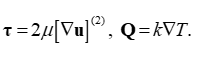 τ = 2μ[∇u]⁽²⁾, Q = k∇T.